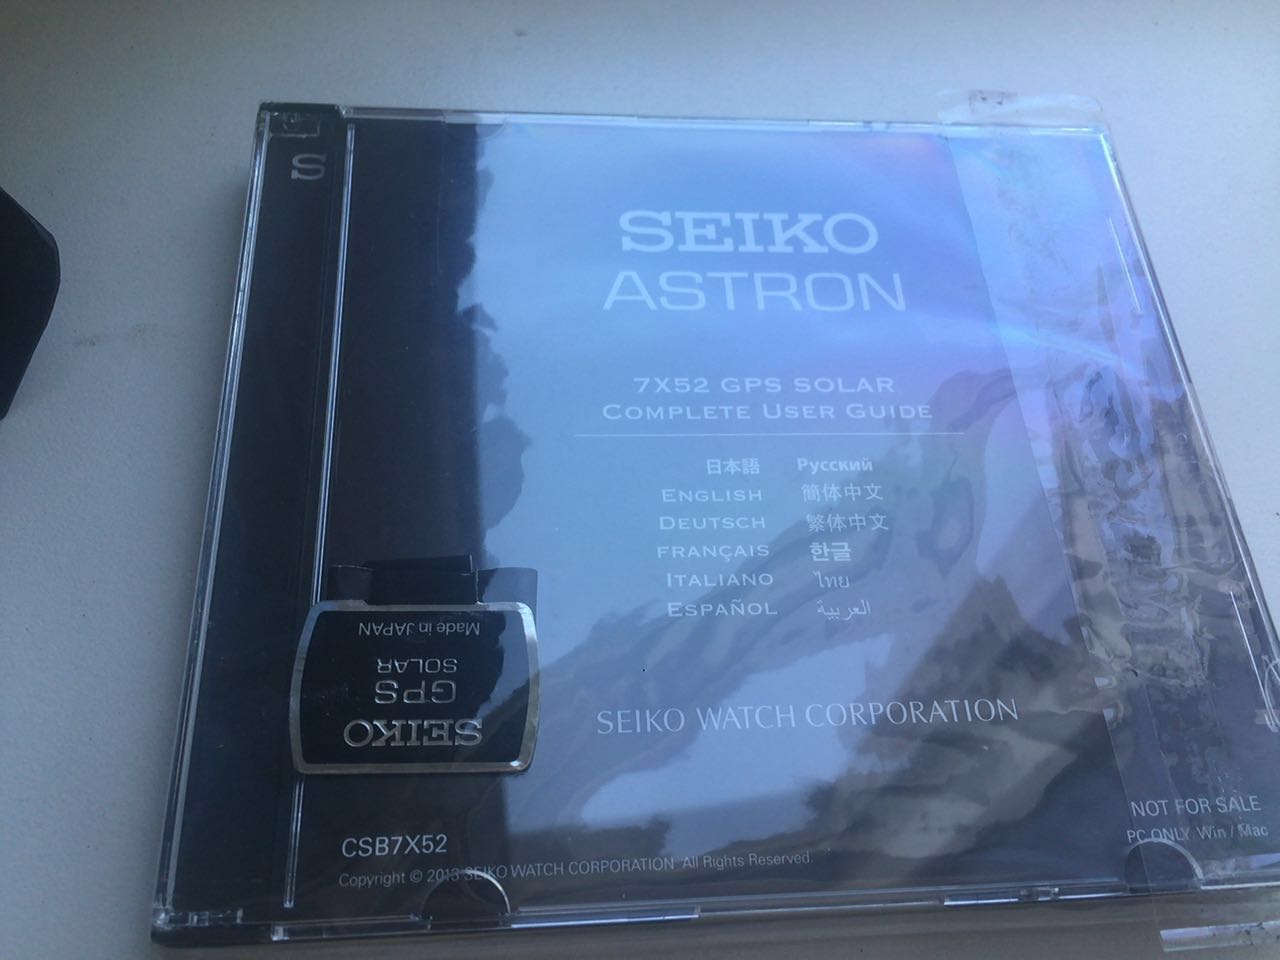 S
SEIKO
ASTRON
7X52 GPS SOLAR
COMPLETE USER GUIDE
日本語 Русский
ENGLISH 簡体中文
DEUTSCH 繁体中文
FRANÇAIS 한글
ITALIANO ไทย
ESPAÑOL العربية
SEIKO WATCH CORPORATION
SEIKO
GPS
SOLAR
Made in JAPAN
NOT FOR SALE
PC ONLY Win / Mac
CSB7X52
Copyright © 2013 SEIKO WATCH CORPORATION All Rights Reserved.